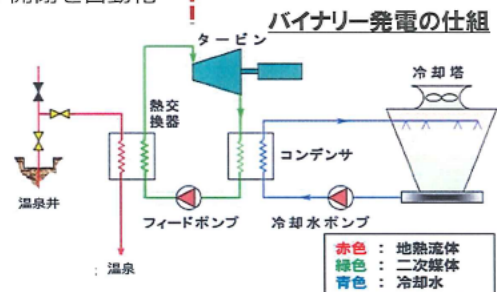 バイナリー発電の仕組
タービン
冷却塔
熱交
換器
コンデンサ
温泉井
フィードポンプ
冷却水ポンプ
温泉
赤色 : 地熱流体
緑色 : 二次媒体
青色 : 冷却水